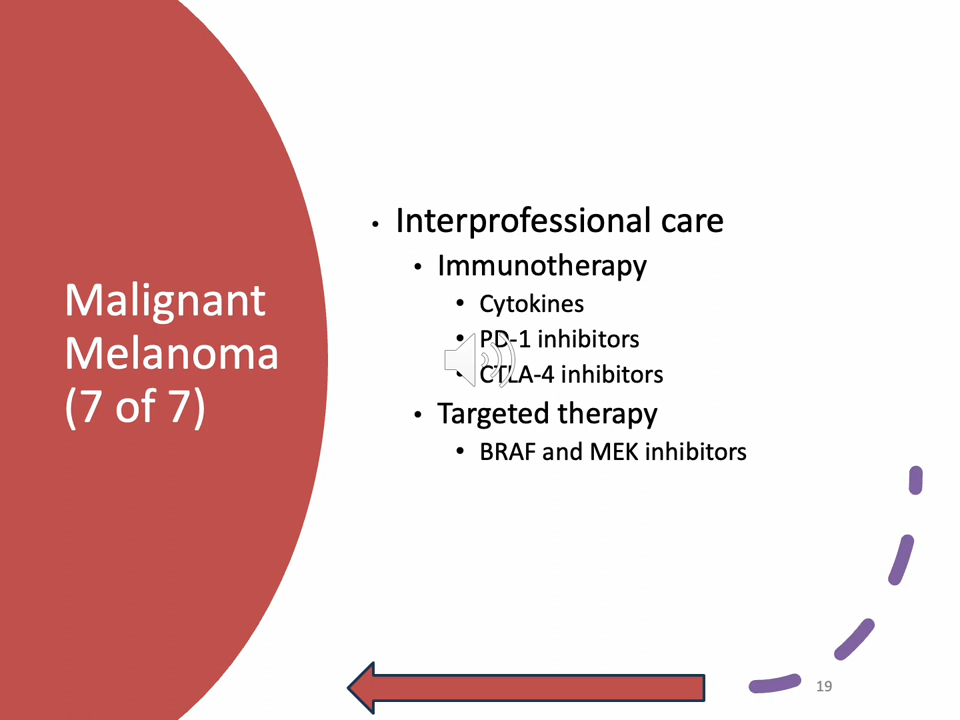 Malignant
Melanoma
(7 of 7)
• Interprofessional care
• Immunotherapy
• Cytokines
• PD-1 inhibitors
• CTLA-4 inhibitors
• Targeted therapy
• BRAF and MEK inhibitors
19